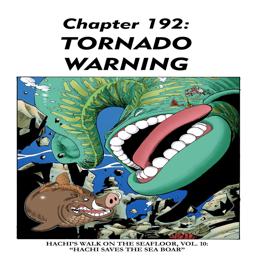 Chapter 192:
TORNADO
WARNING
HACHI'S WALK ON THE SEAFLOOR, VOL. 10:
"HACHI SAVES THE SEA BOAR"